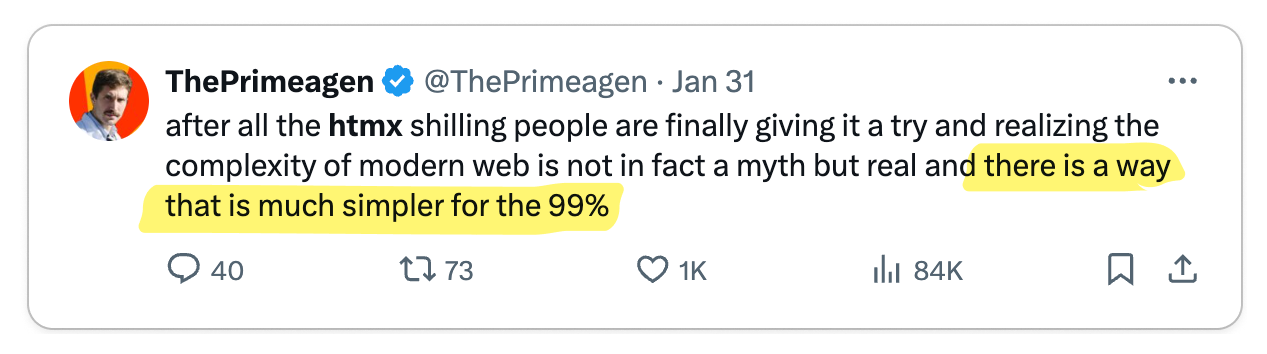 ThePrimeagen @ThePrimeagen · Jan 31
after all the htmx shilling people are finally giving it a try and realizing the
complexity of modern web is not in fact a myth but real and there is a way
that is much simpler for the 99%
40 73 1K 84K